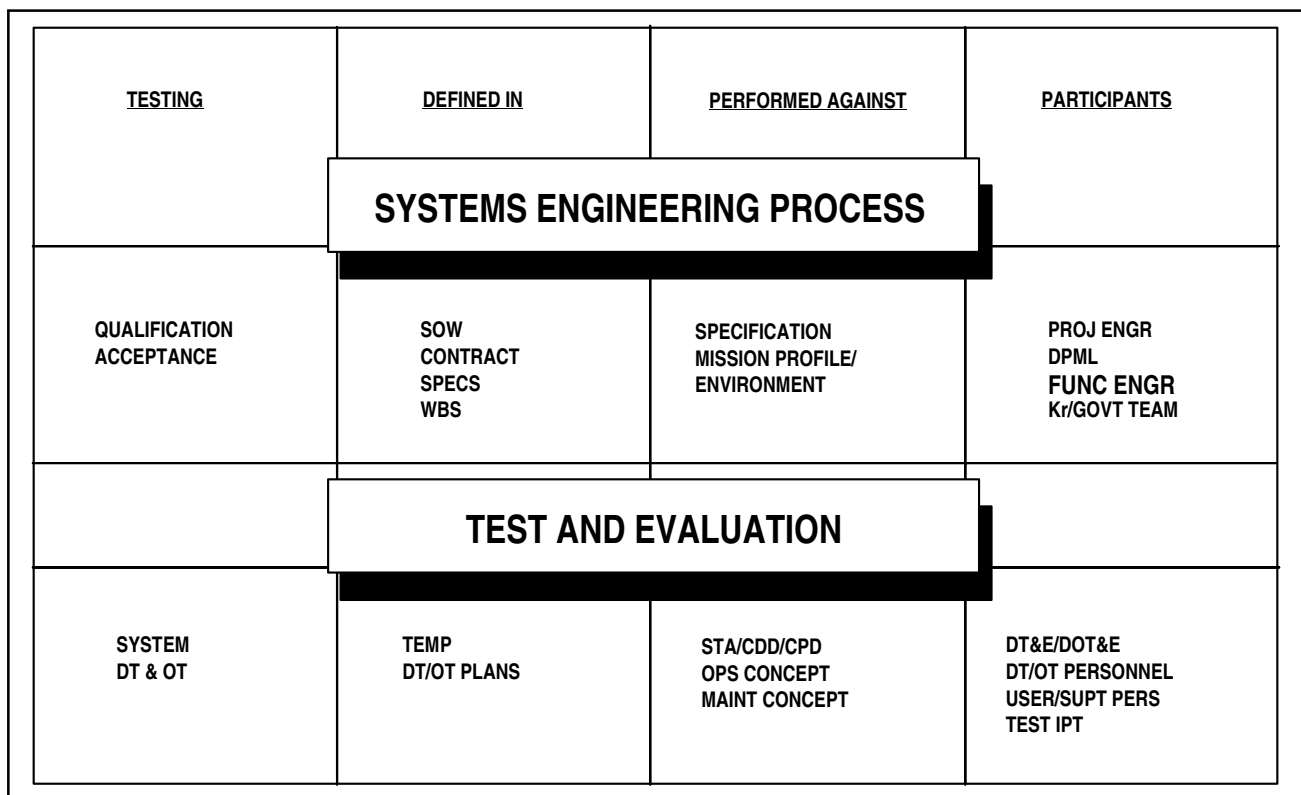 TESTING
DEFINED IN
PERFORMED AGAINST
PARTICIPANTS
SYSTEMS ENGINEERING PROCESS
QUALIFICATION
ACCEPTANCE
SOW
CONTRACT
SPECS
WBS
SPECIFICATION
MISSION PROFILE/
ENVIRONMENT
PROJ ENGR
DPML
FUNC ENGR
Kr/GOVT TEAM
TEST AND EVALUATION
SYSTEM
DT & OT
TEMP
DT/OT PLANS
STA/CDD/CPD
OPS CONCEPT
MAINT CONCEPT
DT&E/DOT&E
DT/OT PERSONNEL
USER/SUPT PERS
TEST IPT